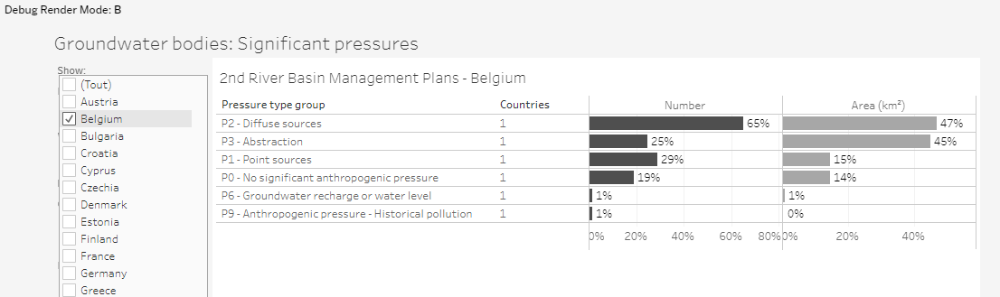 Debug Render Mode: B
Groundwater bodies: Significant pressures
Show:
(Tout)
Austria
Belgium
Bulgaria
Croatia
Cyprus
Czechia
Denmark
Estonia
Finland
France
Germany
Greece
2nd River Basin Management Plans - Belgium
Pressure type group Countries Number Area (km²)
P2 - Diffuse sources 1 65% 47%
P3 - Abstraction 1 25% 45%
P1 - Point sources 1 29% 15%
P0 - No significant anthropogenic pressure 1 19% 14%
P6 - Groundwater recharge or water level 1 1% 1%
P9 - Anthropogenic pressure - Historical pollution 1 1% 0%
0% 20% 40% 60% 80% 0% 20% 40%